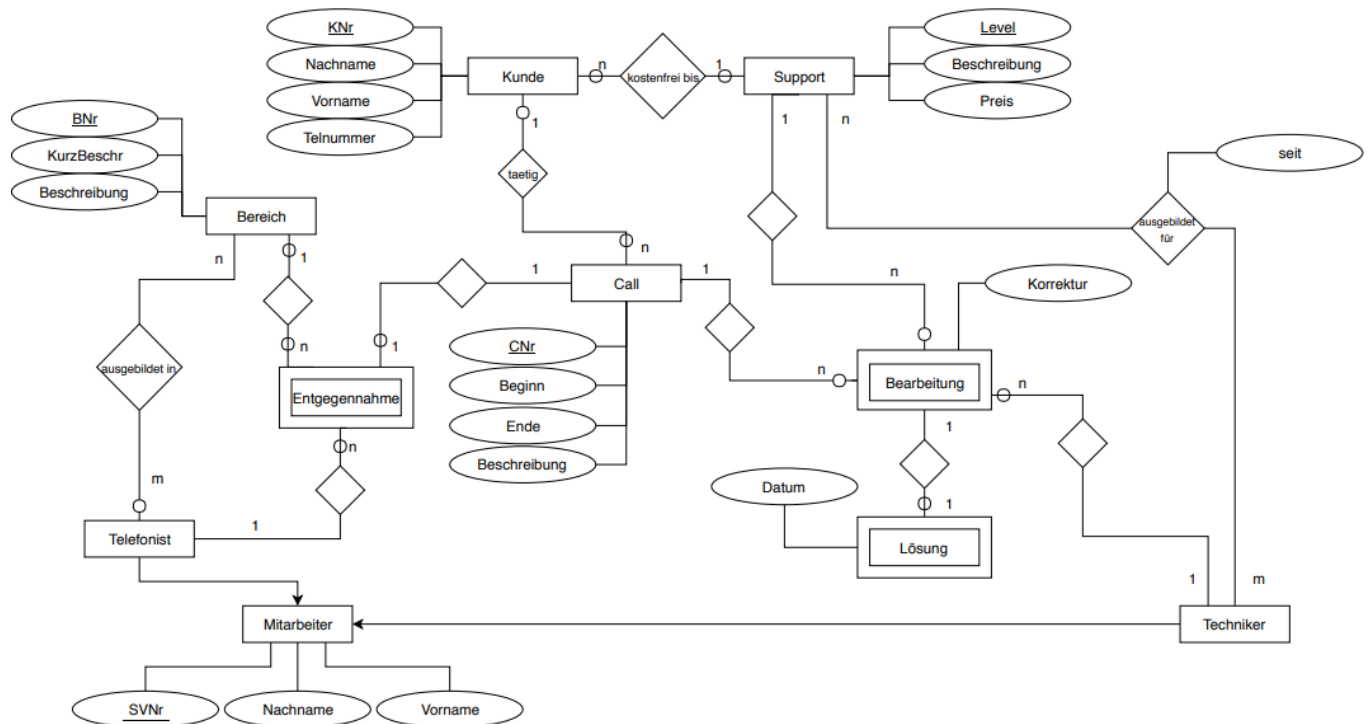 KNr
Nachname
Vorname
Telnummer
Kunde
n
kostenfrei bis
1
Support
Level
Beschreibung
Preis
1
taetig
n
1
n
seit
ausgebildet
für
BNr
KurzBeschr
Beschreibung
Bereich
n
1
n
ausgebildet in
m
Entgegennahme
1
1
n
Call
1
n
CNr
Beginn
Ende
Beschreibung
n
Korrektur
Bearbeitung
n
1
1
Datum
Lösung
Telefonist
1
1
m
Mitarbeiter
Techniker
SVNr
Nachname
Vorname